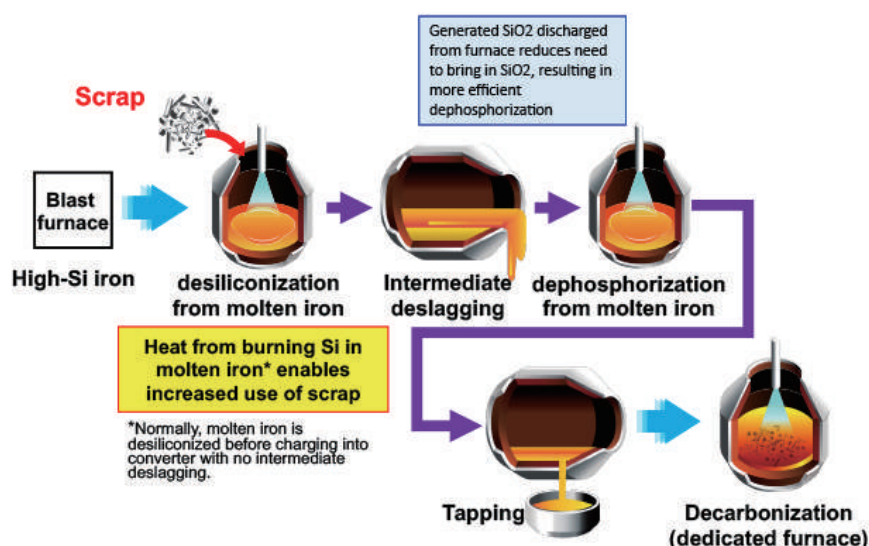 Generated SiO2 discharged
from furnace reduces need
to bring in SiO2, resulting in
more efficient
dephosphorization
Scrap
Blast
furnace
High-Si iron
desiliconization
from molten iron
Intermediate
deslagging
dephosphorization
from molten iron
Heat from burning Si in
molten iron* enables
increased use of scrap
*Normally, molten iron is
desiliconized before charging into
converter with no intermediate
deslagging.
Tapping
Decarbonization
(dedicated furnace)